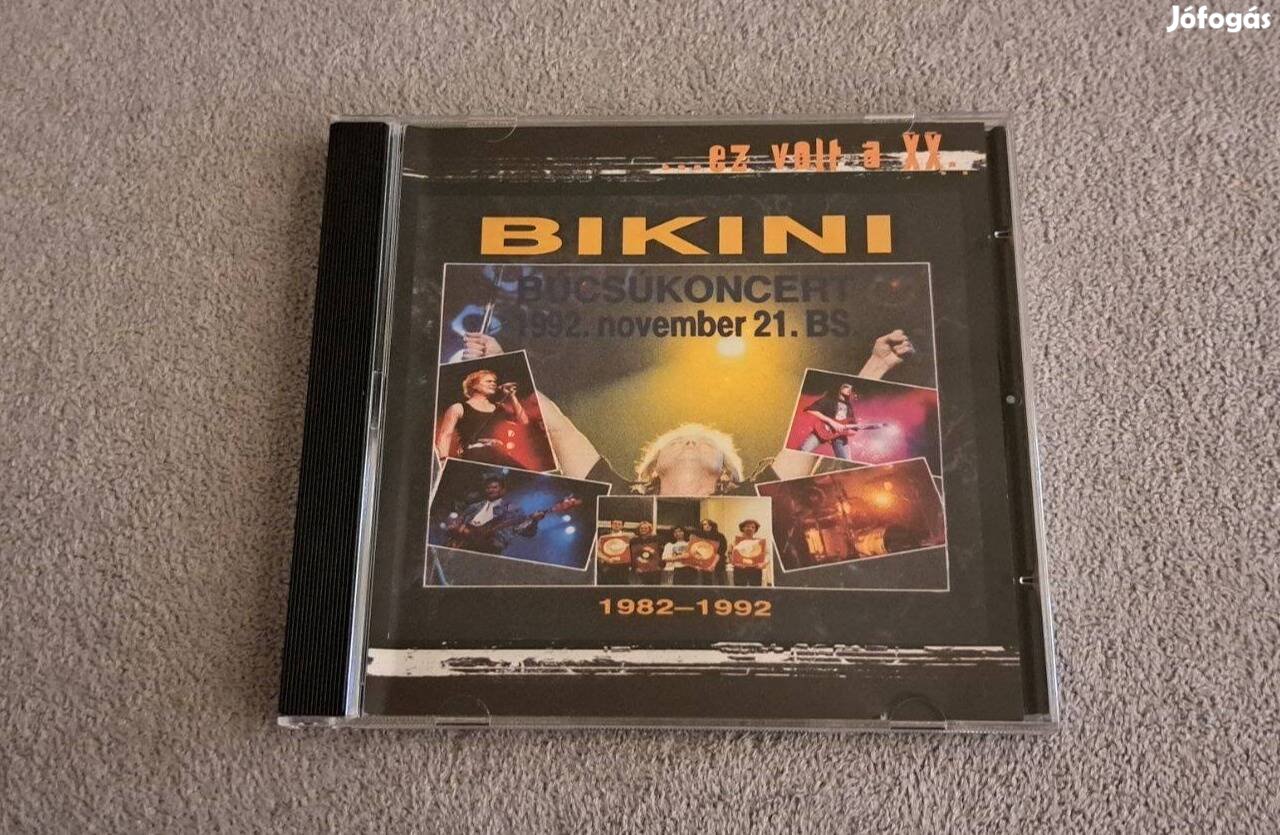 Jófogás
...ez volt a XX.
BIKINI
BÚCSÚKONCERT
1992. november 21. BS.
1982–1992